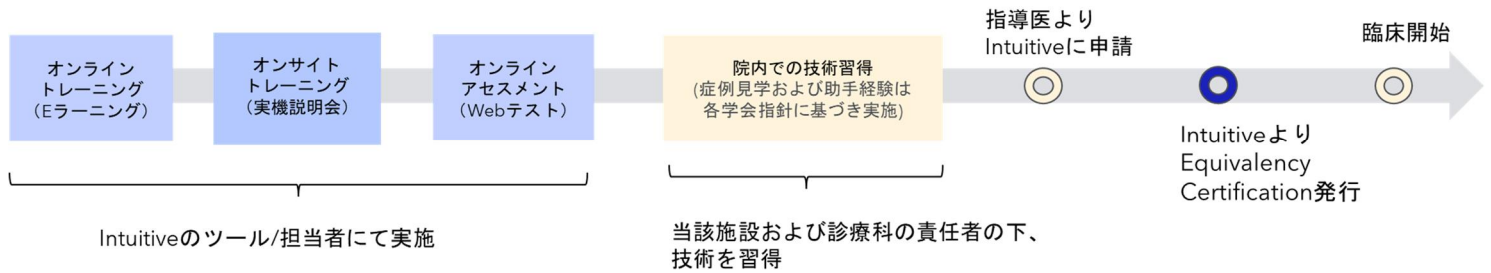 オンライン
トレーニング
（Eラーニング）
オンサイト
トレーニング
（実機説明会）
オンライン
アセスメント
（Webテスト）
院内での技術習得
(症例見学および助手経験は
各学会指針に基づき実施)
指導医より
Intuitiveに申請
臨床開始
Intuitiveより
Equivalency
Certification発行
Intuitiveのツール/担当者にて実施
当該施設および診療科の責任者の下、
技術を習得